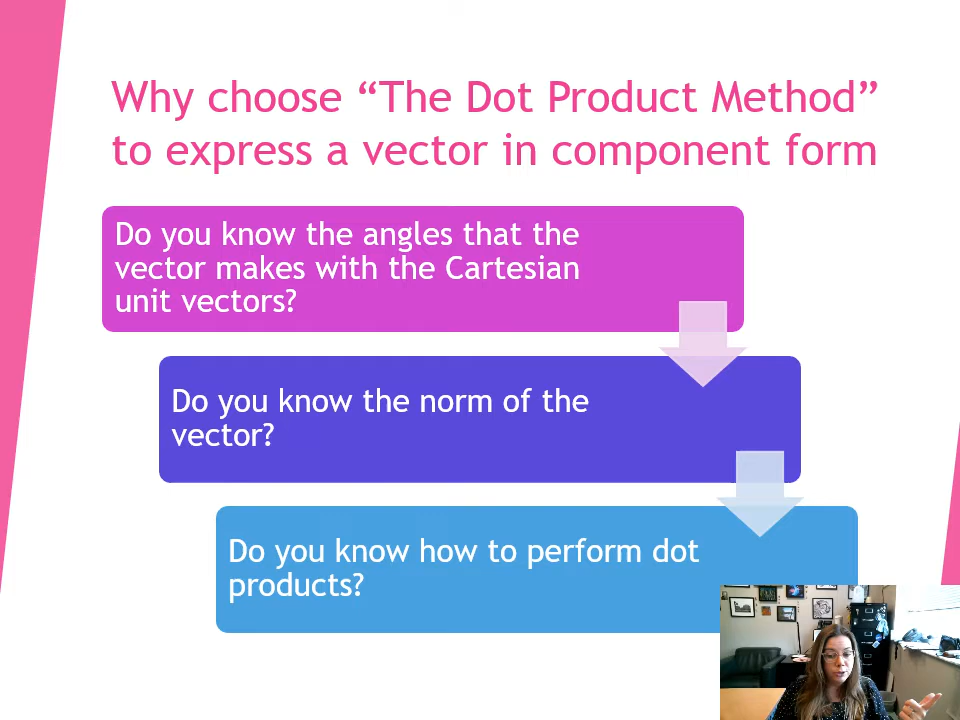 Why choose “The Dot Product Method”
to express a vector in component form
Do you know the angles that the
vector makes with the Cartesian
unit vectors?
Do you know the norm of the
vector?
Do you know how to perform dot
products?